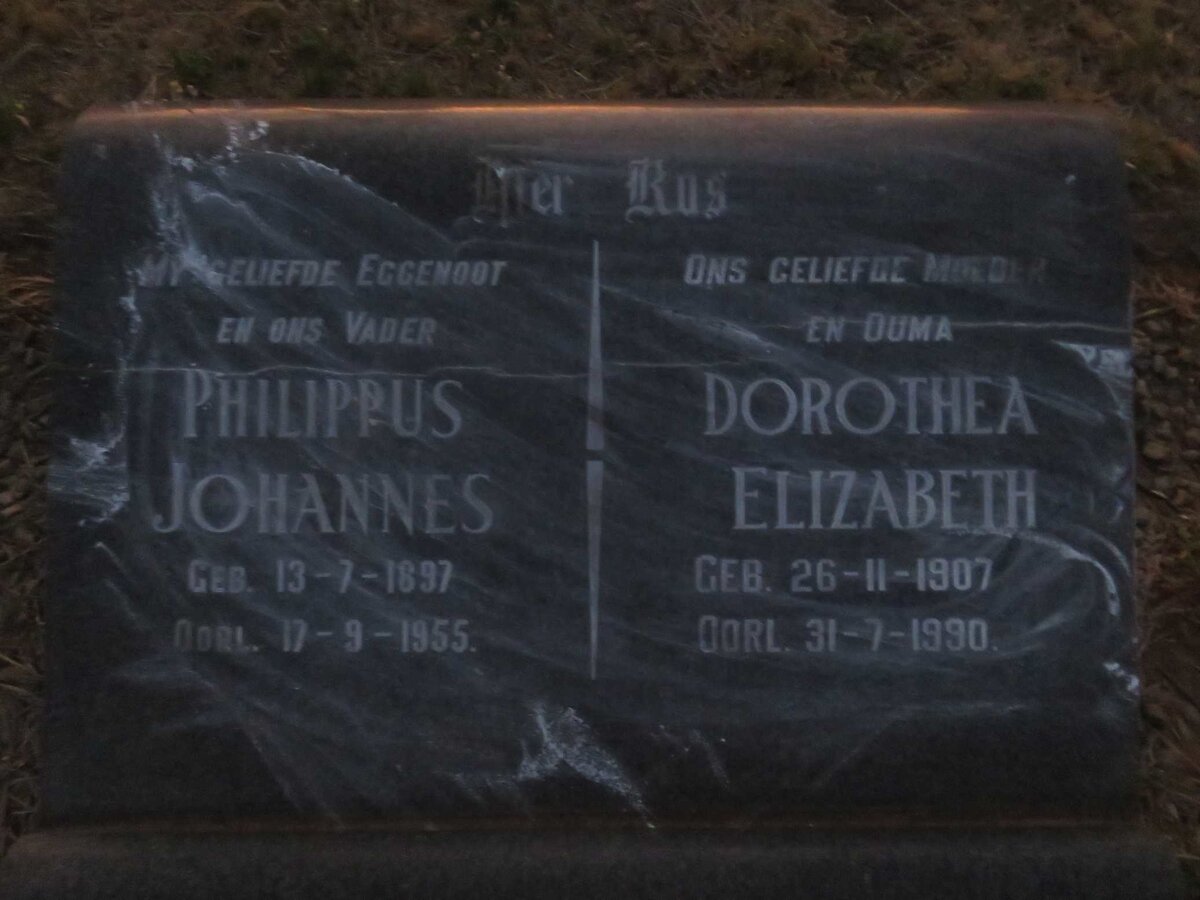 Hier Rus
My geliefde Eggenoot
en ons Vader
Philippus
Johannes
Geb. 13-7-1897
Oorl. 17-9-1955.
Ons geliefde Moeder
en Ouma
Dorothea
Elizabeth
Geb. 26-11-1907
Oorl. 31-7-1990.